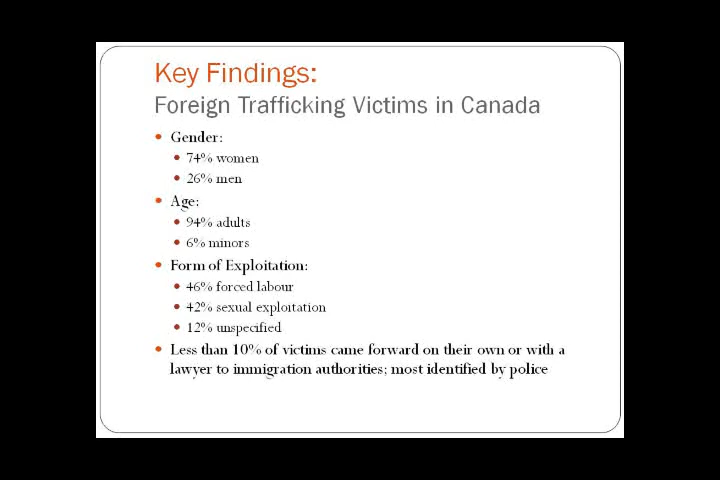 Key Findings:
Foreign Trafficking Victims in Canada
• Gender:
• 74% women
• 26% men
• Age:
• 94% adults
• 6% minors
• Form of Exploitation:
• 46% forced labour
• 42% sexual exploitation
• 12% unspecified
• Less than 10% of victims came forward on their own or with a
lawyer to immigration authorities; most identified by police